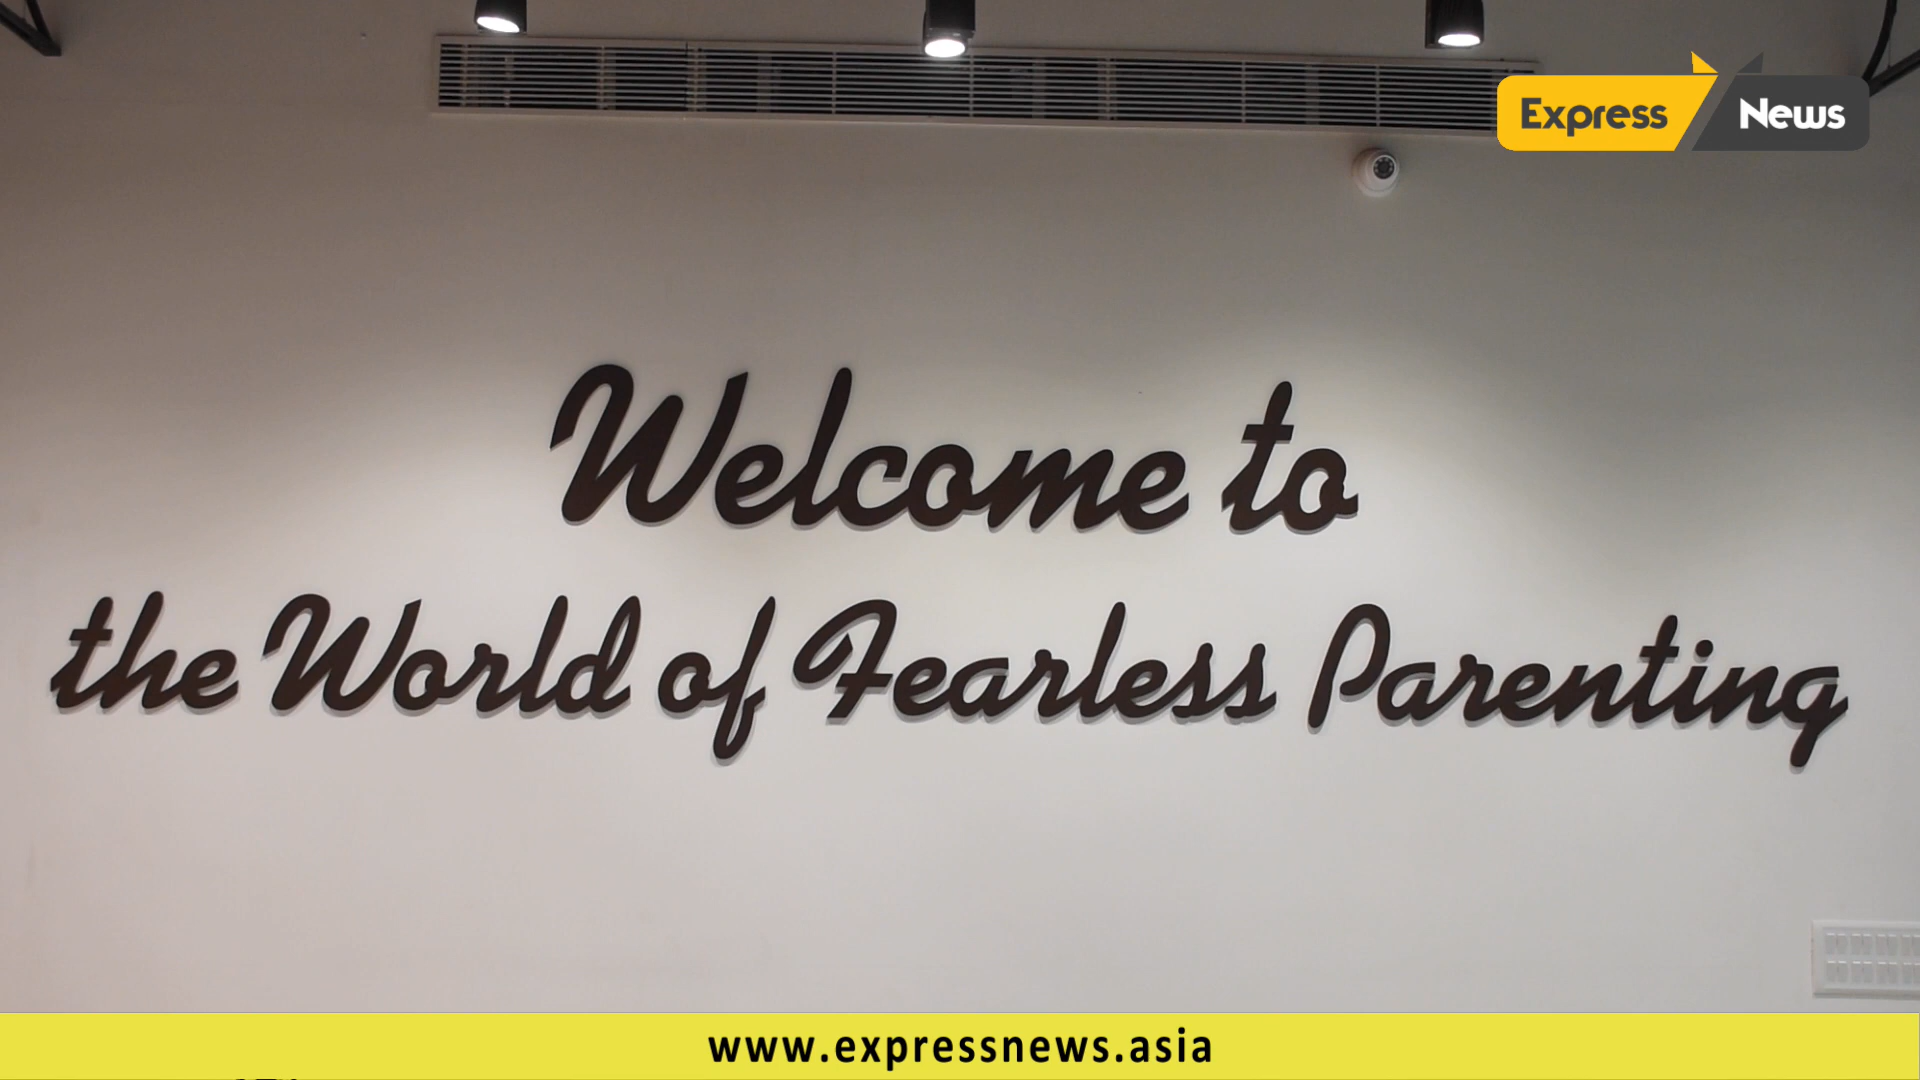 Express News
Welcome to
the World of Fearless Parenting
www.expressnews.asia